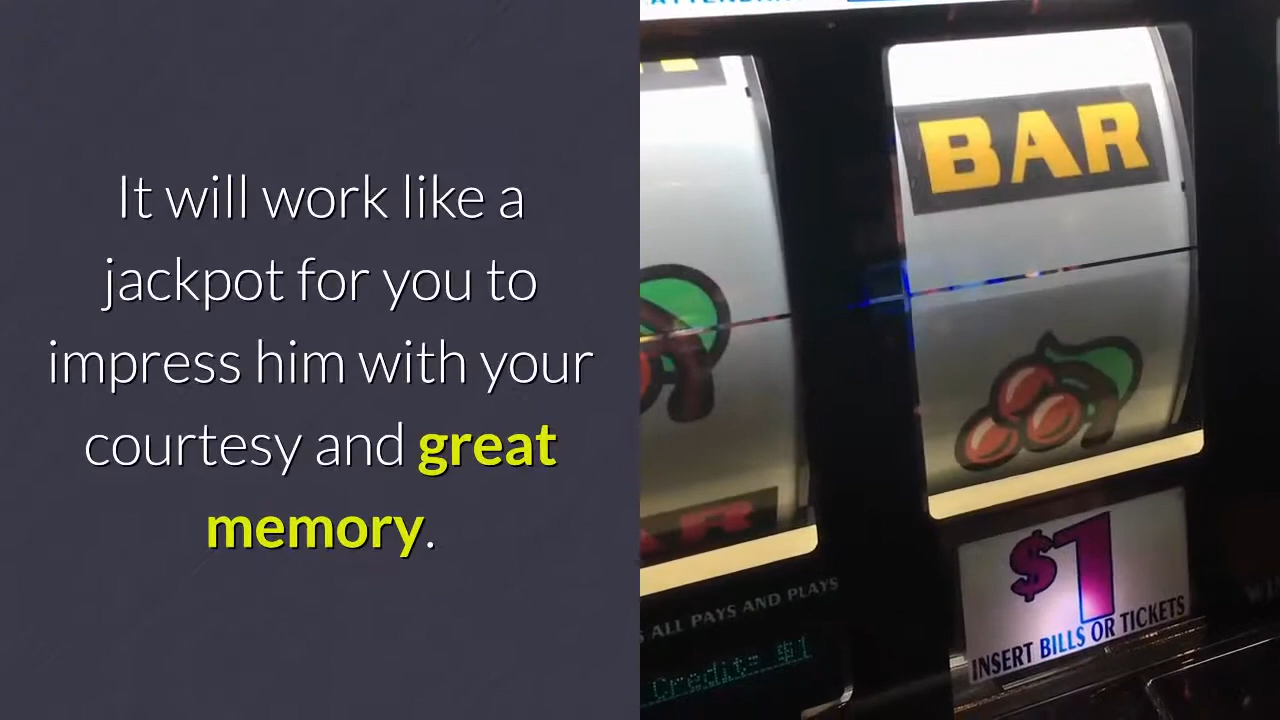 It will work like a
jackpot for you to
impress him with your
courtesy and great
memory.
BAR
$1
INSERT BILLS OR TICKETS
ALL PAYS AND PLAYS
Credit= $1